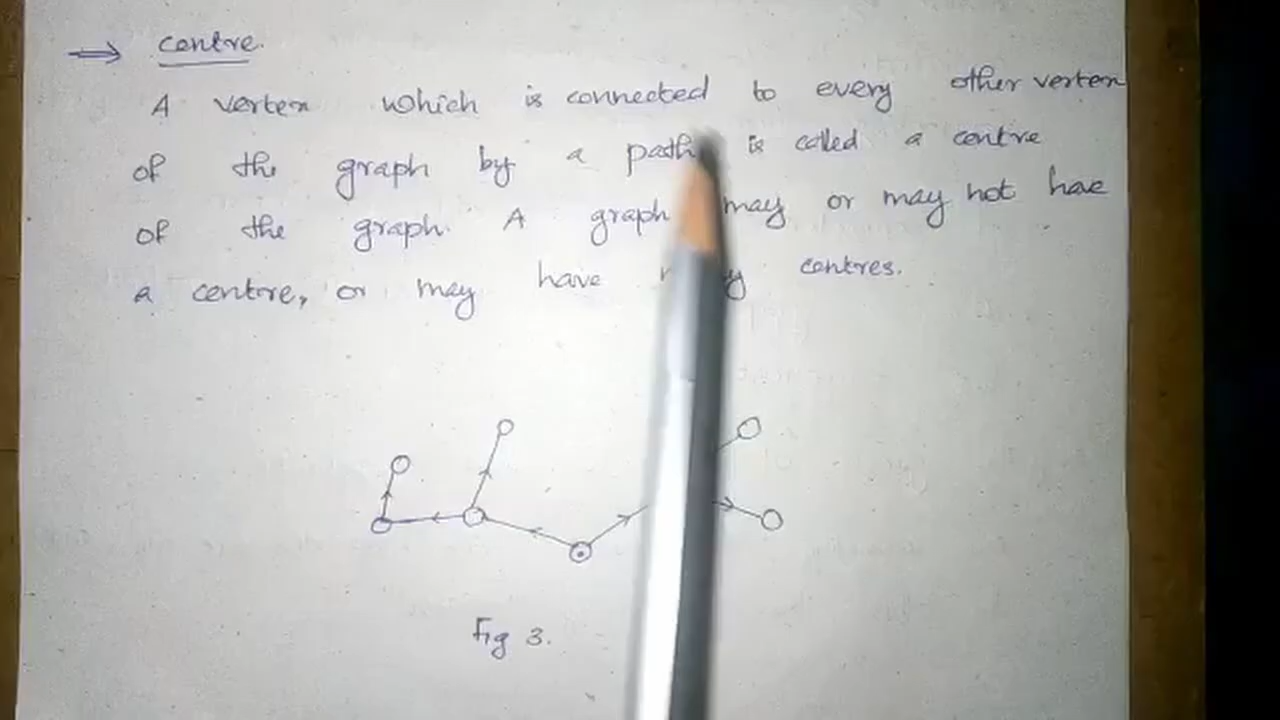 ⇒ centre.
A vertex which is connected to every other vertex
of the graph by a path is called a centre
of the graph. A graph may or may not have
a centre, or may have centres.
Fig 3.